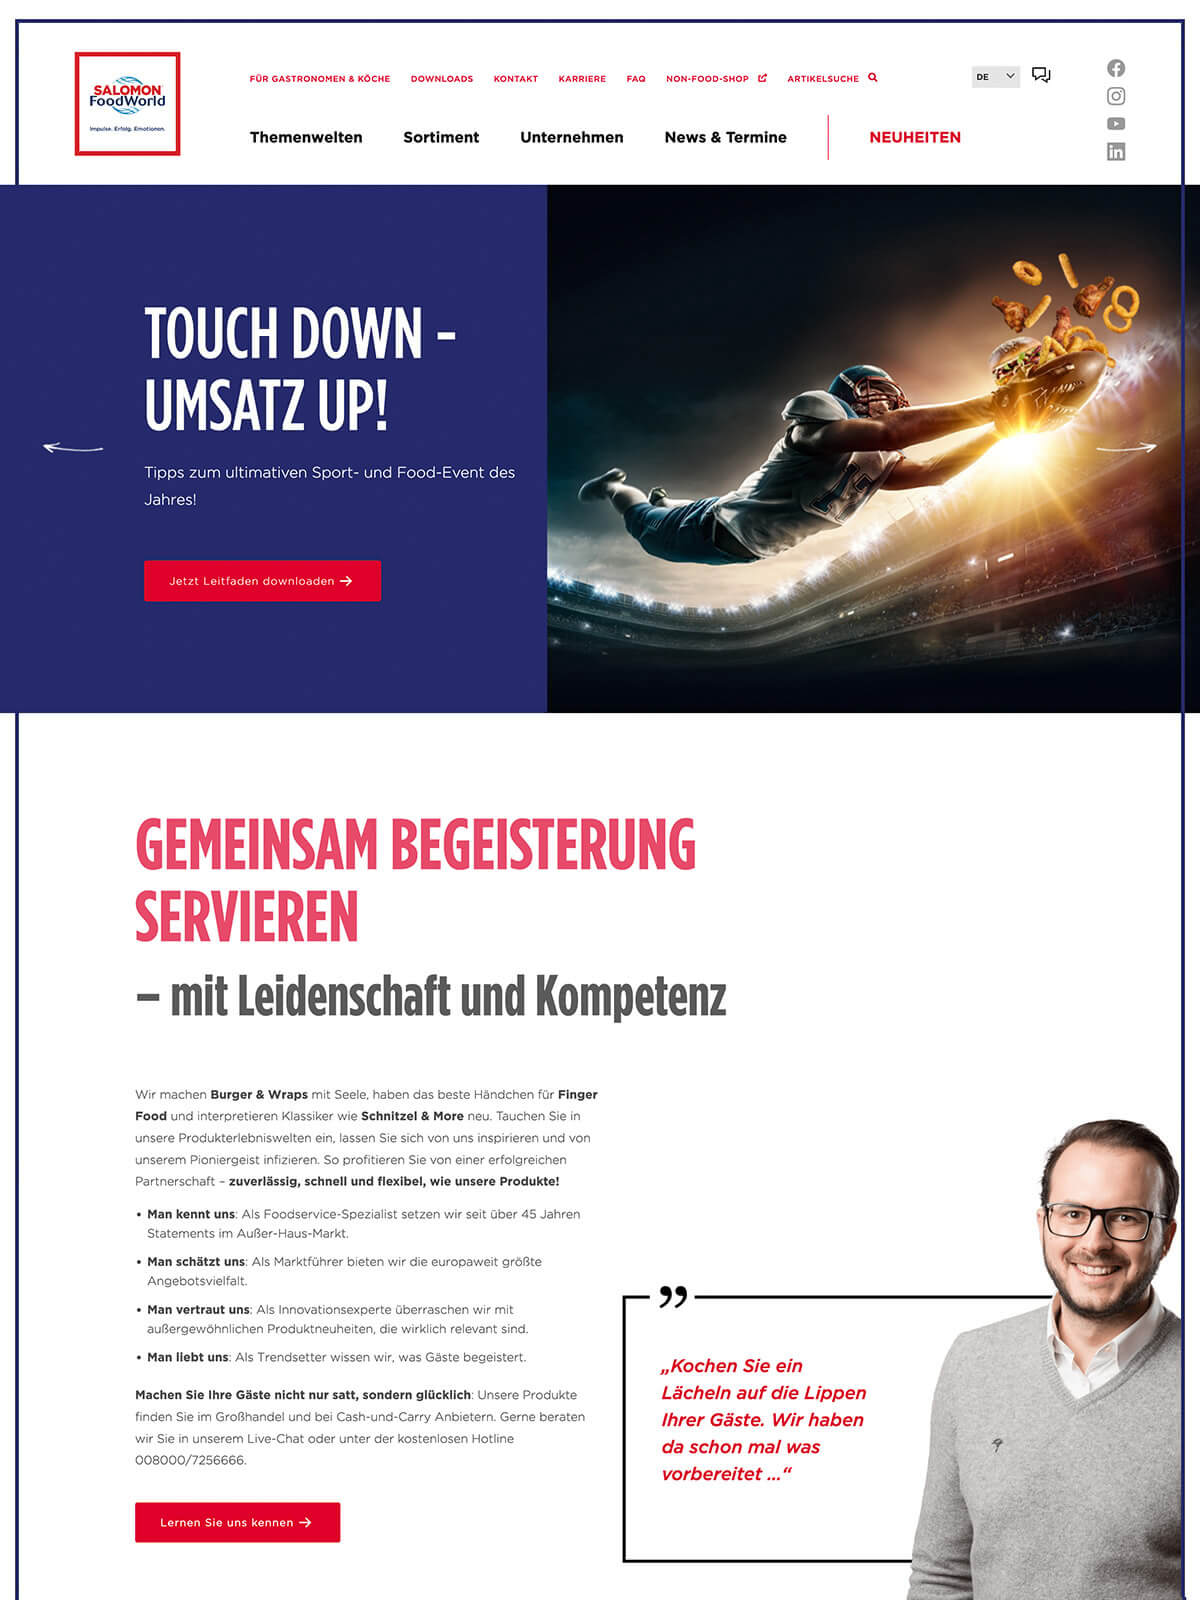 SALOMON
FoodWorld
Impulse. Erfolg. Emotionen.
FÜR GASTRONOMEN & KÖCHE DOWNLOADS KONTAKT KARRIERE FAQ NON-FOOD-SHOP ARTIKELSUCHE
DE
Themenwelten Sortiment Unternehmen News & Termine NEUHEITEN
TOUCH DOWN -
UMSATZ UP!
Tipps zum ultimativen Sport- und Food-Event des
Jahres!
Jetzt Leitfaden downloaden
GEMEINSAM BEGEISTERUNG
SERVIEREN
– mit Leidenschaft und Kompetenz
Wir machen Burger & Wraps mit Seele, haben das beste Händchen für Finger
Food und interpretieren Klassiker wie Schnitzel & More neu. Tauchen Sie in
unsere Produkterlebniswelten ein, lassen Sie sich von uns inspirieren und von
unserem Pioniergeist infizieren. So profitieren Sie von einer erfolgreichen
Partnerschaft – zuverlässig, schnell und flexibel, wie unsere Produkte!
• Man kennt uns: Als Foodservice-Spezialist setzen wir seit über 45 Jahren
Statements im Außer-Haus-Markt.
• Man schätzt uns: Als Marktführer bieten wir die europaweit größte
Angebotsvielfalt.
• Man vertraut uns: Als Innovationsexperte überraschen wir mit
außergewöhnlichen Produktneuheiten, die wirklich relevant sind.
• Man liebt uns: Als Trendsetter wissen wir, was Gäste begeistert.
Machen Sie Ihre Gäste nicht nur satt, sondern glücklich: Unsere Produkte
finden Sie im Großhandel und bei Cash-und-Carry Anbietern. Gerne beraten
wir Sie in unserem Live-Chat oder unter der kostenlosen Hotline
008000/7256666.
Lernen Sie uns kennen
„Kochen Sie ein
Lächeln auf die Lippen
Ihrer Gäste. Wir haben
da schon mal was
vorbereitet ...“